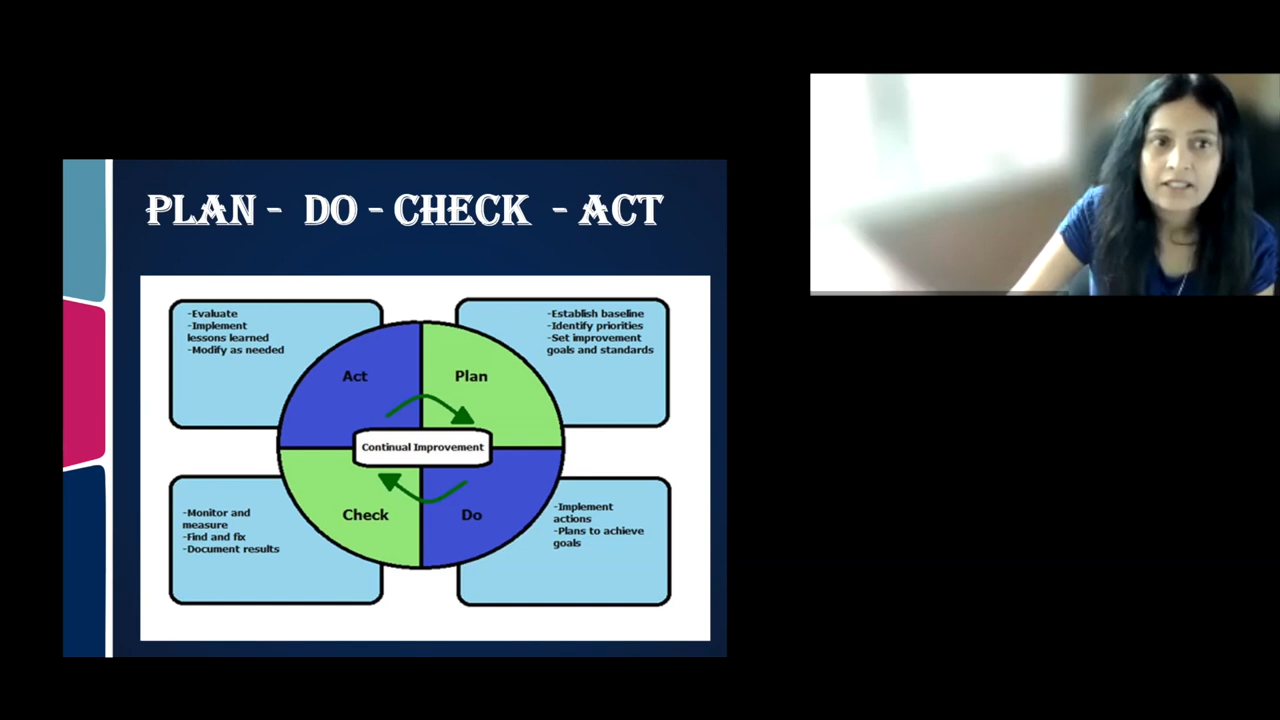 PLAN - DO - CHECK - ACT
-Evaluate
-Implement
lessons learned
-Modify as needed
-Establish baseline
-Identify priorities
-Set improvement
goals and standards
Act
Plan
Continual Improvement
Check
Do
-Monitor and
measure
-Find and fix
-Document results
-Implement
actions
-Plans to achieve
goals